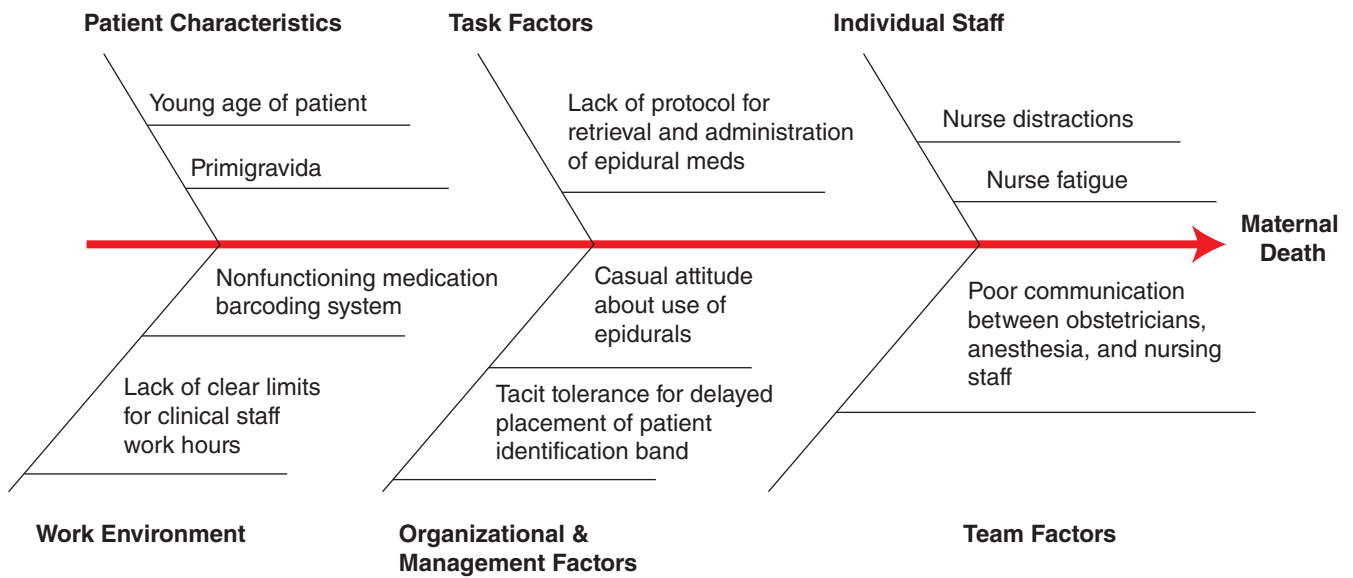 Patient Characteristics
Task Factors
Individual Staff
Young age of patient
Primigravida
Lack of protocol for
retrieval and administration
of epidural meds
Nurse distractions
Nurse fatigue
Maternal
Death
Nonfunctioning medication
barcoding system
Lack of clear limits
for clinical staff
work hours
Casual attitude
about use of
epidurals
Tacit tolerance for delayed
placement of patient
identification band
Poor communication
between obstetricians,
anesthesia, and nursing
staff
Work Environment
Organizational &
Management Factors
Team Factors